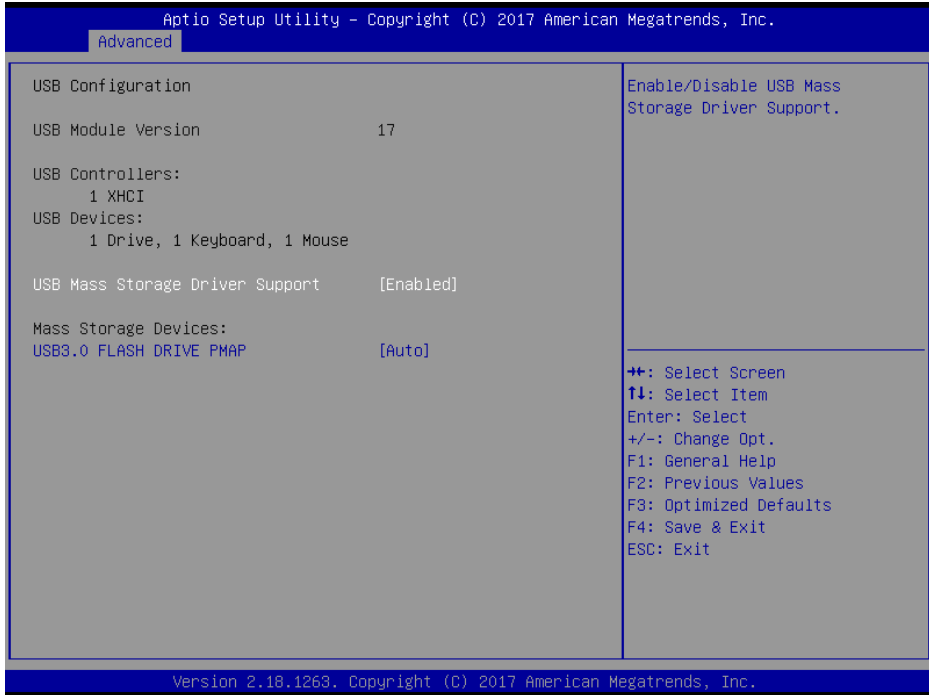 Aptio Setup Utility – Copyright (C) 2017 American Megatrends, Inc.
Advanced
USB Configuration
USB Module Version 17
USB Controllers:
1 XHCI
USB Devices:
1 Drive, 1 Keyboard, 1 Mouse
USB Mass Storage Driver Support [Enabled]
Mass Storage Devices:
USB3.0 FLASH DRIVE PMAP [Auto]
Enable/Disable USB Mass
Storage Driver Support.
→←: Select Screen
↑↓: Select Item
Enter: Select
+/-: Change Opt.
F1: General Help
F2: Previous Values
F3: Optimized Defaults
F4: Save & Exit
ESC: Exit
Version 2.18.1263. Copyright (C) 2017 American Megatrends, Inc.